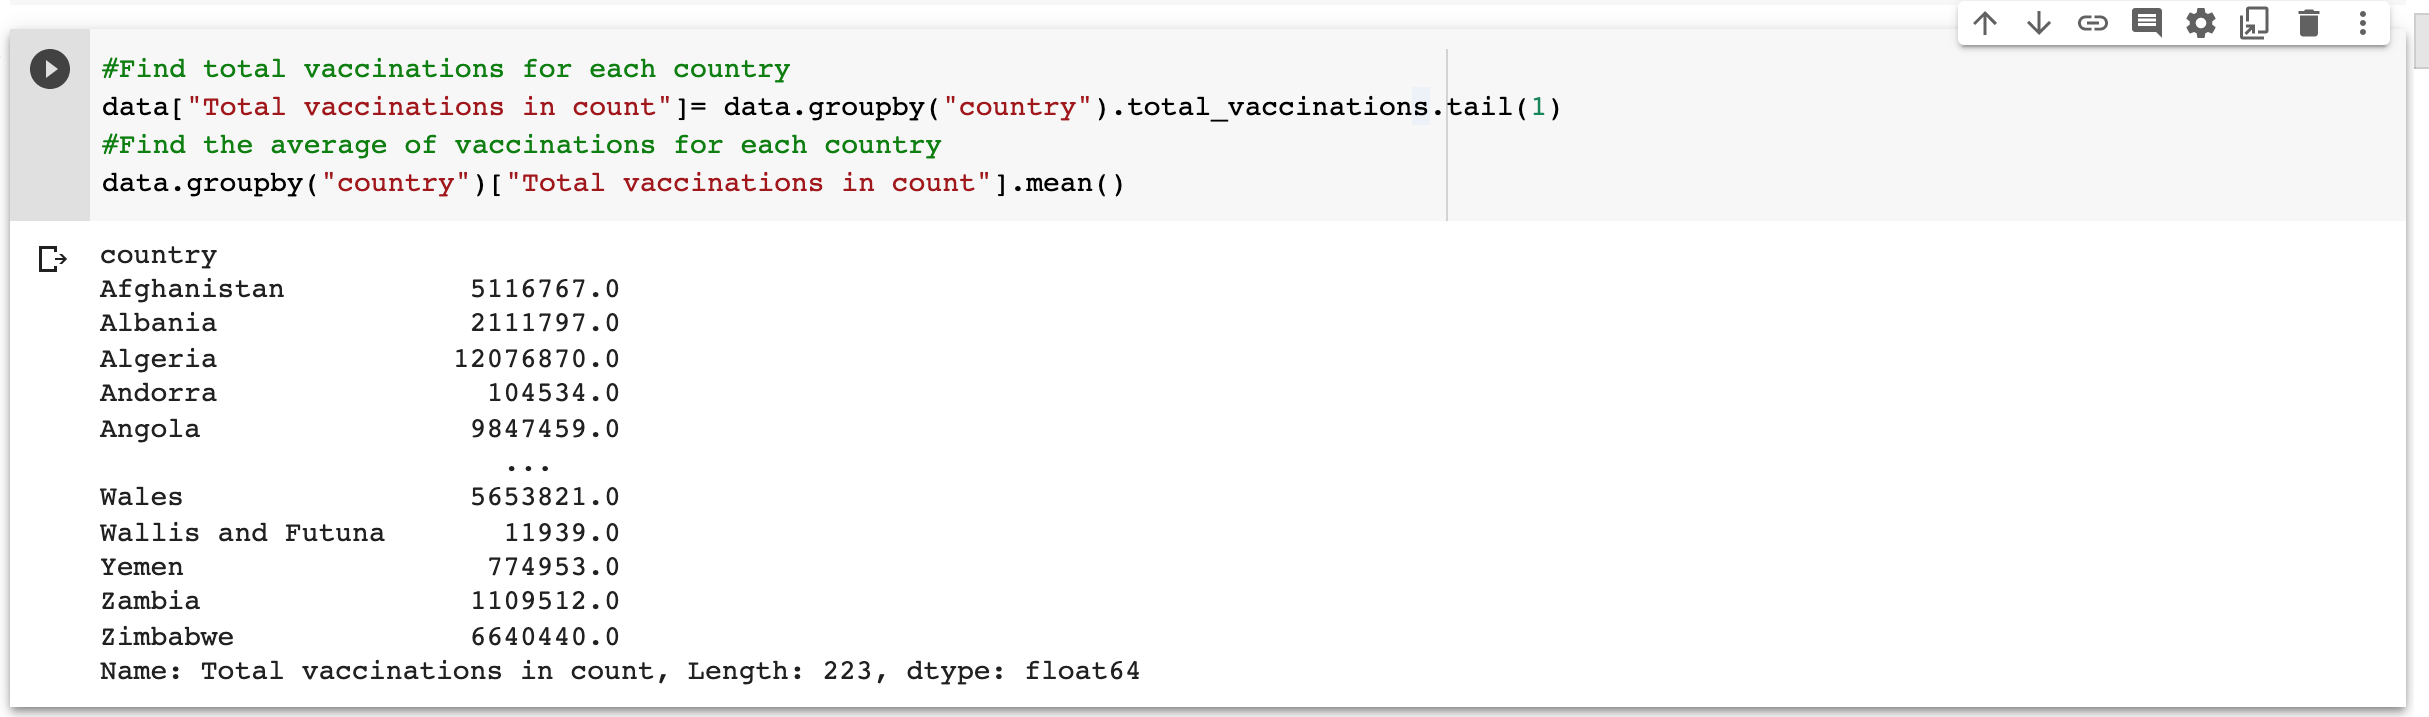 #Find total vaccinations for each country
data["Total vaccinations in count"]= data.groupby("country").total_vaccinations.tail(1)
#Find the average of vaccinations for each country
data.groupby("country")["Total vaccinations in count"].mean()
country
Afghanistan 5116767.0
Albania 2111797.0
Algeria 12076870.0
Andorra 104534.0
Angola 9847459.0
...
Wales 5653821.0
Wallis and Futuna 11939.0
Yemen 774953.0
Zambia 1109512.0
Zimbabwe 6640440.0
Name: Total vaccinations in count, Length: 223, dtype: float64